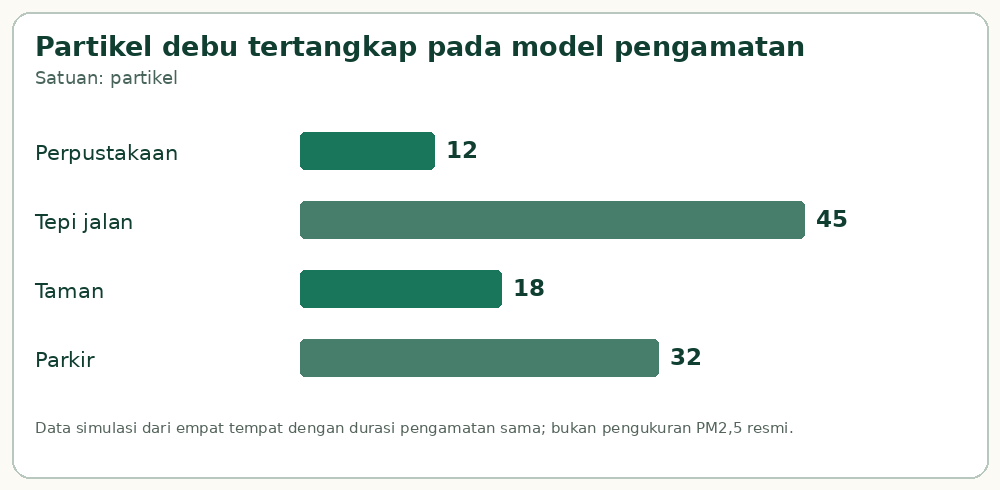 Partikel debu tertangkap pada model pengamatan
Satuan: partikel
Perpustakaan 12
Tepi jalan 45
Taman 18
Parkir 32
Data simulasi dari empat tempat dengan durasi pengamatan sama; bukan pengukuran PM2,5 resmi.